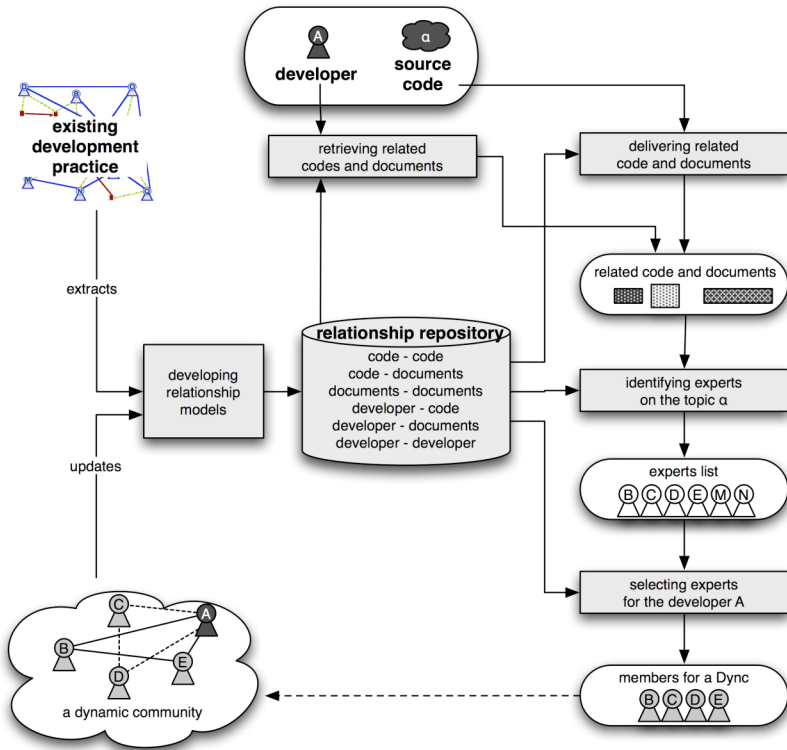 A
α
developer
source
code
D
B
O
existing
development
practice
M
N
Q
retrieving related
codes and documents
delivering related
code and documents
related code and documents
extracts
relationship repository
code - code
code - documents
documents - documents
developer - code
developer - documents
developer - developer
developing
relationship
models
identifying experts
on the topic α
updates
experts list
B C D E M N
selecting experts
for the developer A
C
A
B
E
D
a dynamic community
members for a Dync
B C D E